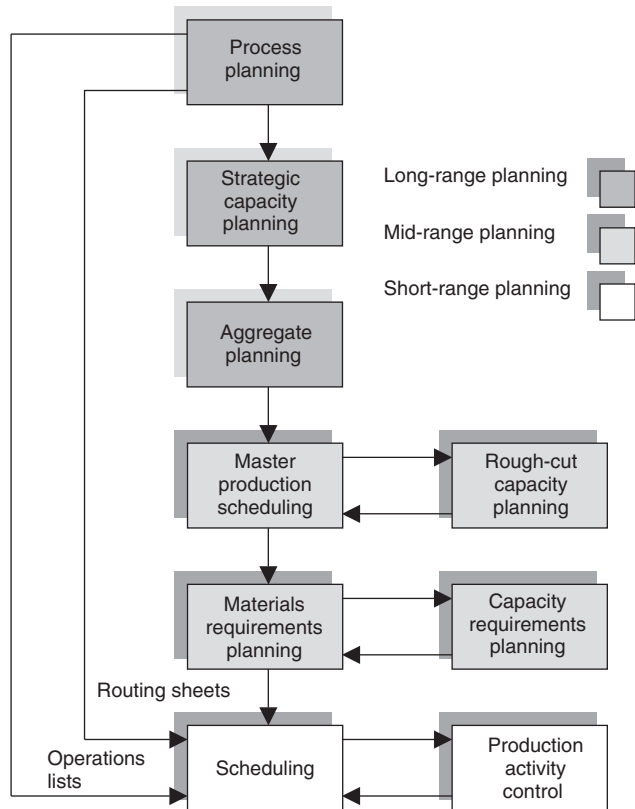 Process
planning
Strategic
capacity
planning
Long-range planning
Mid-range planning
Short-range planning
Aggregate
planning
Master
production
scheduling
Rough-cut
capacity
planning
Materials
requirements
planning
Capacity
requirements
planning
Routing sheets
Operations
lists
Scheduling
Production
activity
control